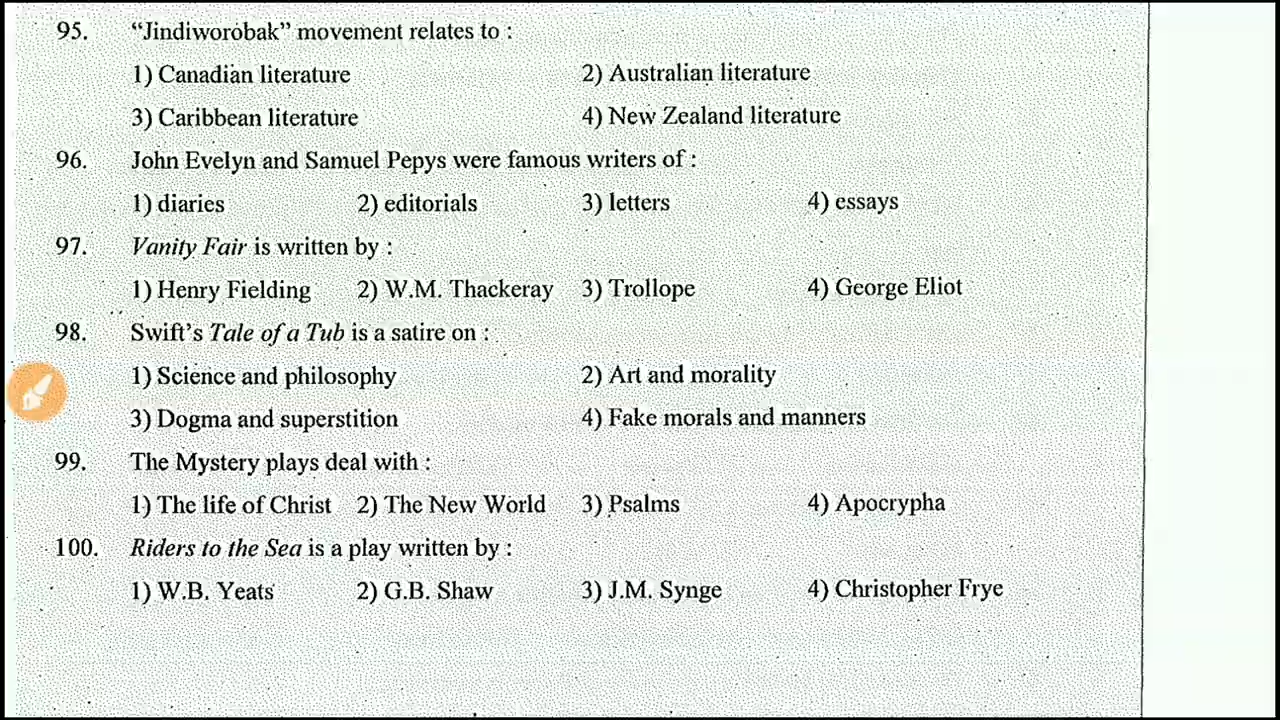 95. “Jindiworobak” movement relates to :
1) Canadian literature 2) Australian literature
3) Caribbean literature 4) New Zealand literature
96. John Evelyn and Samuel Pepys were famous writers of :
1) diaries 2) editorials 3) letters 4) essays
97. Vanity Fair is written by :
1) Henry Fielding 2) W.M. Thackeray 3) Trollope 4) George Eliot
98. Swift’s Tale of a Tub is a satire on :
1) Science and philosophy 2) Art and morality
3) Dogma and superstition 4) Fake morals and manners
99. The Mystery plays deal with :
1) The life of Christ 2) The New World 3) Psalms 4) Apocrypha
100. Riders to the Sea is a play written by :
1) W.B. Yeats 2) G.B. Shaw 3) J.M. Synge 4) Christopher Frye